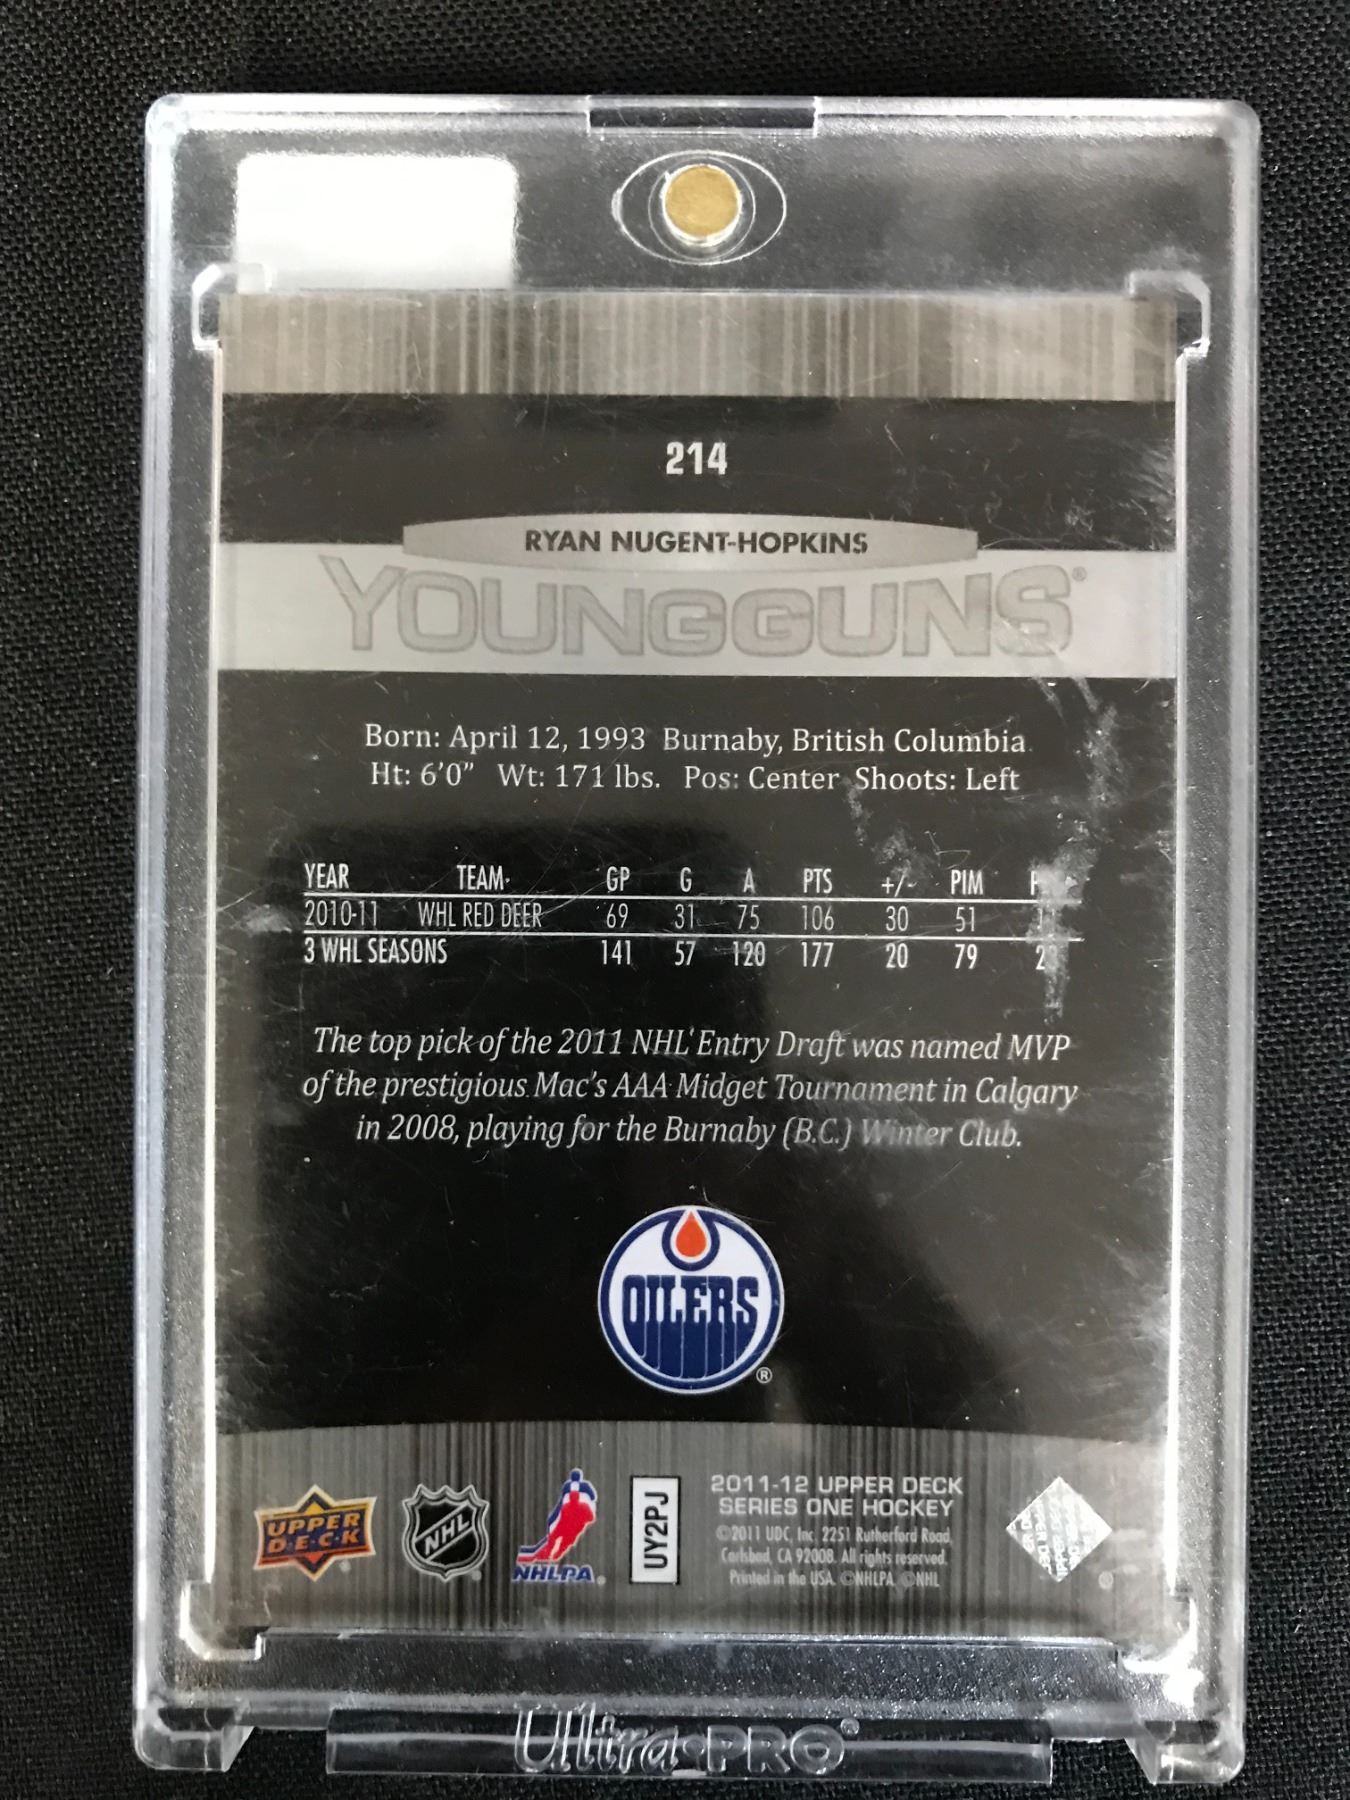 214
RYAN NUGENT-HOPKINS
YOUNGGUNS®
Born: April 12, 1993 Burnaby, British Columbia
Ht: 6'0" Wt: 171 lbs. Pos: Center Shoots: Left
YEAR TEAM GP G A PTS +/- PIM
2010-11 WHL RED DEER 69 31 75 106 30 51
3 WHL SEASONS 141 57 120 177 20 79
The top pick of the 2011 NHL Entry Draft was named MVP
of the prestigious Mac's AAA Midget Tournament in Calgary
in 2008, playing for the Burnaby (B.C.) Winter Club.
OILERS
®
UPPER
D·E·C·K
NHL
NHLPA
UY2PJ
2011-12 UPPER DECK
SERIES ONE HOCKEY
©2011 UDC, Inc. 2251 Rutherford Road,
Carlsbad, CA 92008. All rights reserved.
Printed in the USA. ©NHLPA. ©NHL
Ultra·PRO®